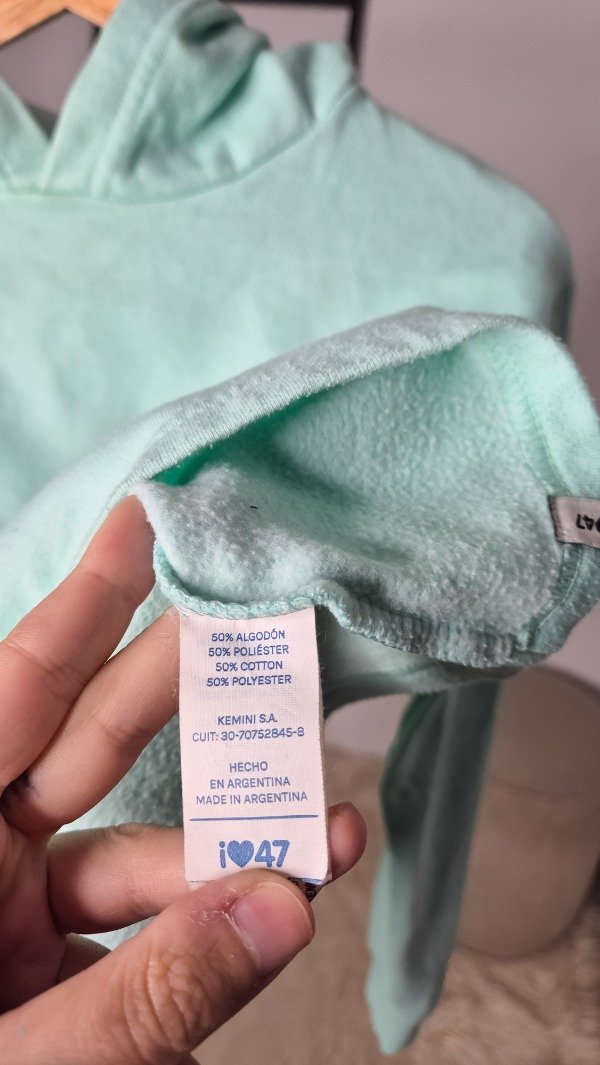 50% ALGODÓN
50% POLIÉSTER
50% COTTON
50% POLYESTER
KEMINI S.A.
CUIT: 30-70752845-8
HECHO
EN ARGENTINA
MADE IN ARGENTINA
i♥47
♥47